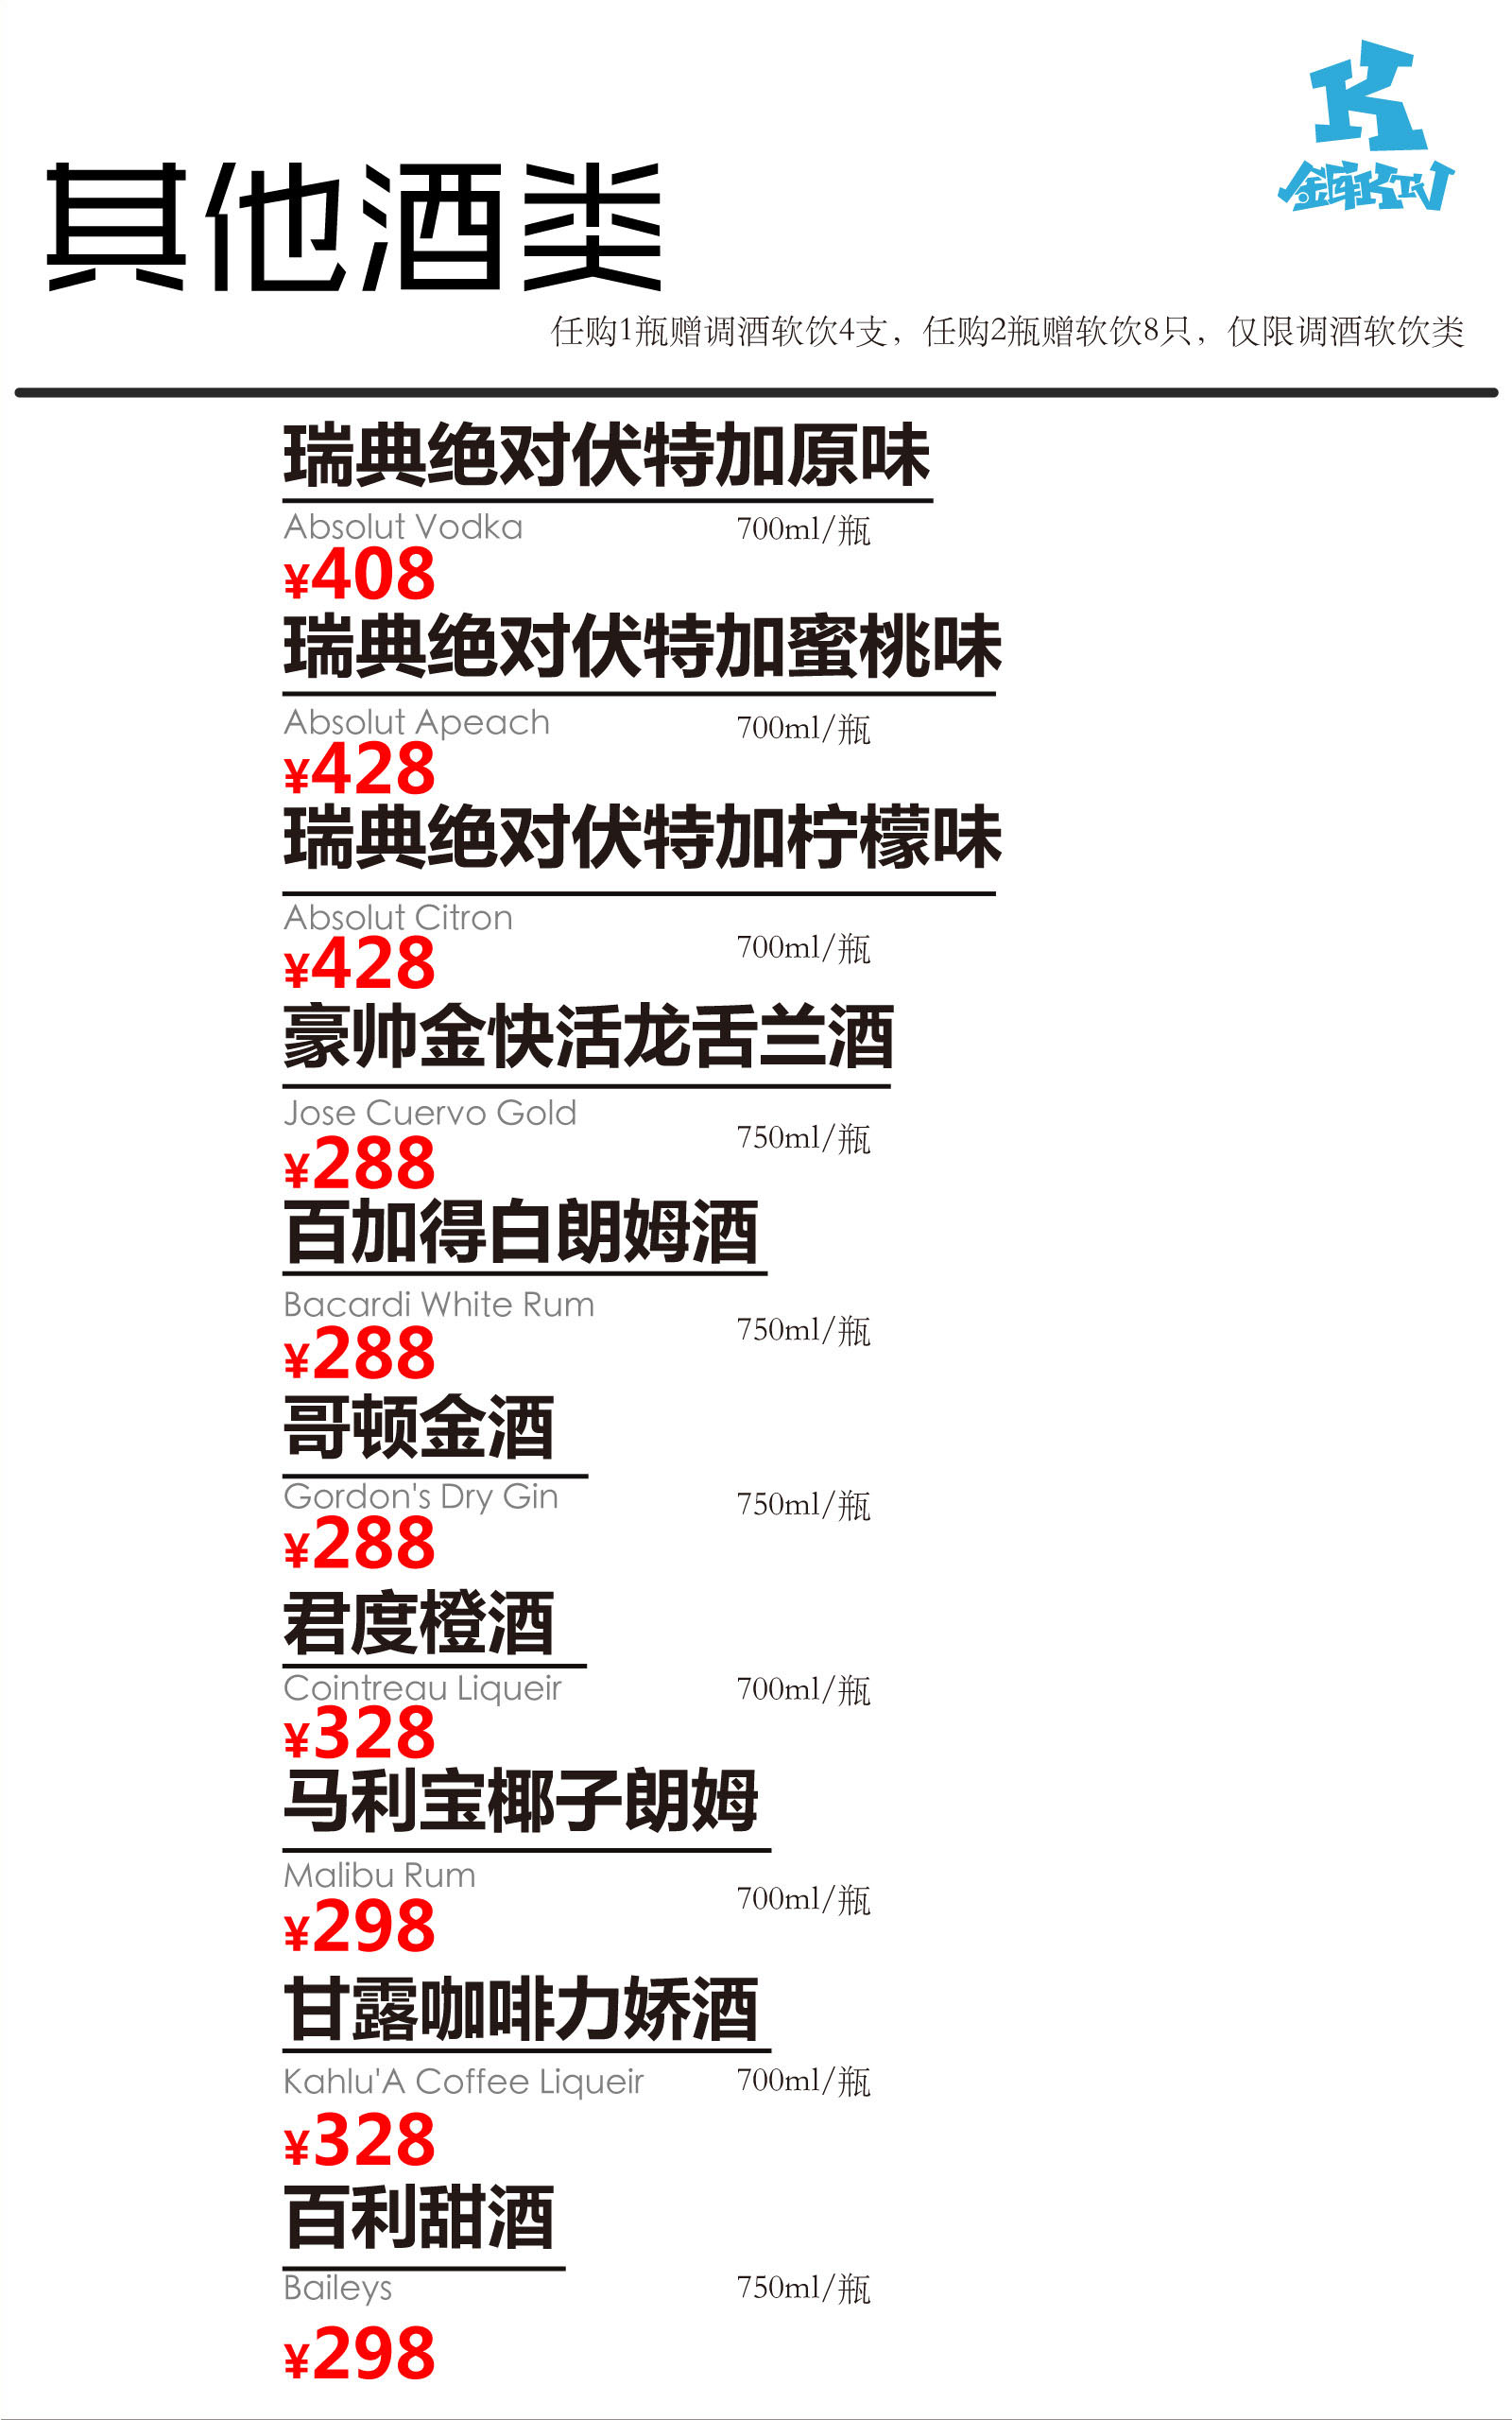 K
金库KTV
其他酒类
任购1瓶赠调酒软饮4支，任购2瓶赠软饮8只，仅限调酒软饮类
瑞典绝对伏特加原味
Absolut Vodka 700ml/瓶
¥408
瑞典绝对伏特加蜜桃味
Absolut Apeach 700ml/瓶
¥428
瑞典绝对伏特加柠檬味
Absolut Citron 700ml/瓶
¥428
豪帅金快活龙舌兰酒
Jose Cuervo Gold 750ml/瓶
¥288
百加得白朗姆酒
Bacardi White Rum 750ml/瓶
¥288
哥顿金酒
Gordon's Dry Gin 750ml/瓶
¥288
君度橙酒
Cointreau Liqueir 700ml/瓶
¥328
马利宝椰子朗姆
Malibu Rum 700ml/瓶
¥298
甘露咖啡力娇酒
Kahlu'A Coffee Liqueir 700ml/瓶
¥328
百利甜酒
Baileys 750ml/瓶
¥298